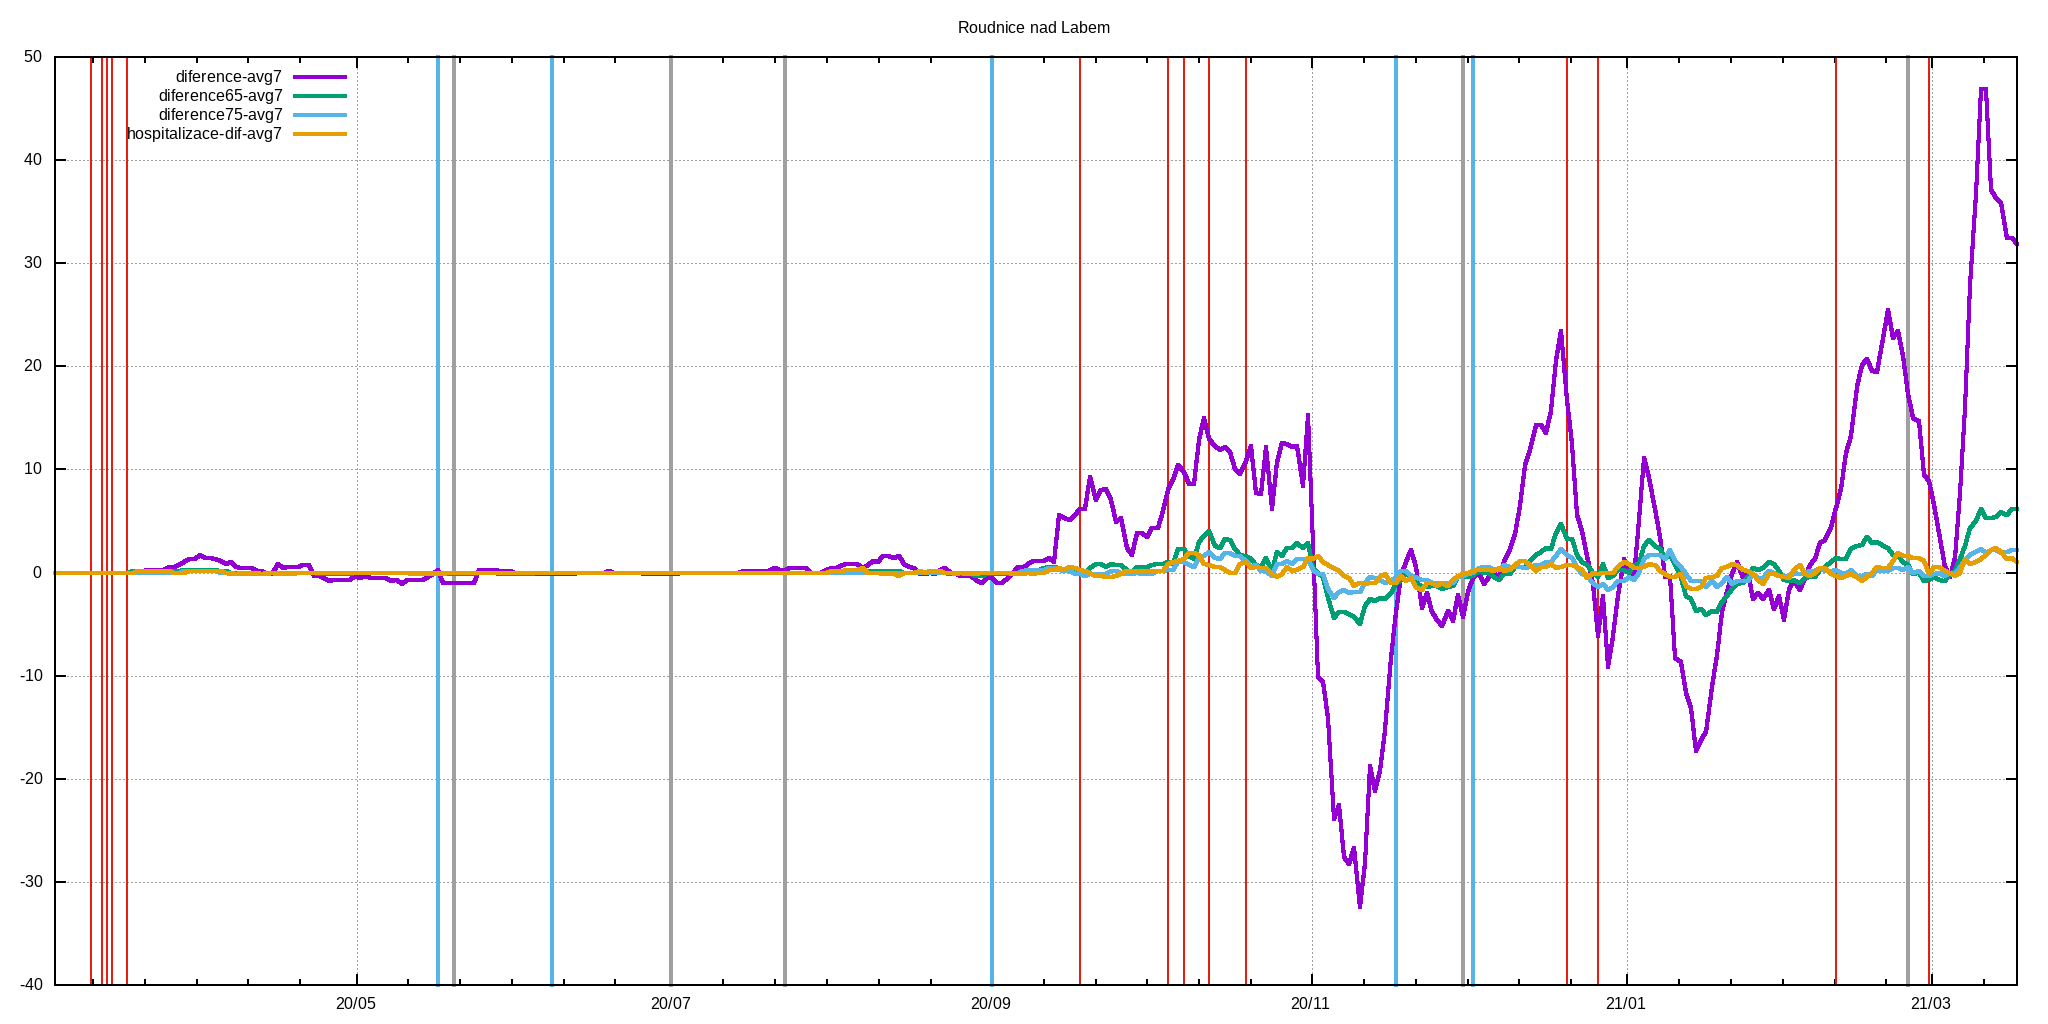 Roudnice nad Labem
50
40
30
20
10
0
-10
-20
-30
-40
diference-avg7
diference65-avg7
diference75-avg7
hospitalizace-dif-avg7
20/05 20/07 20/09 20/11 21/01 21/03